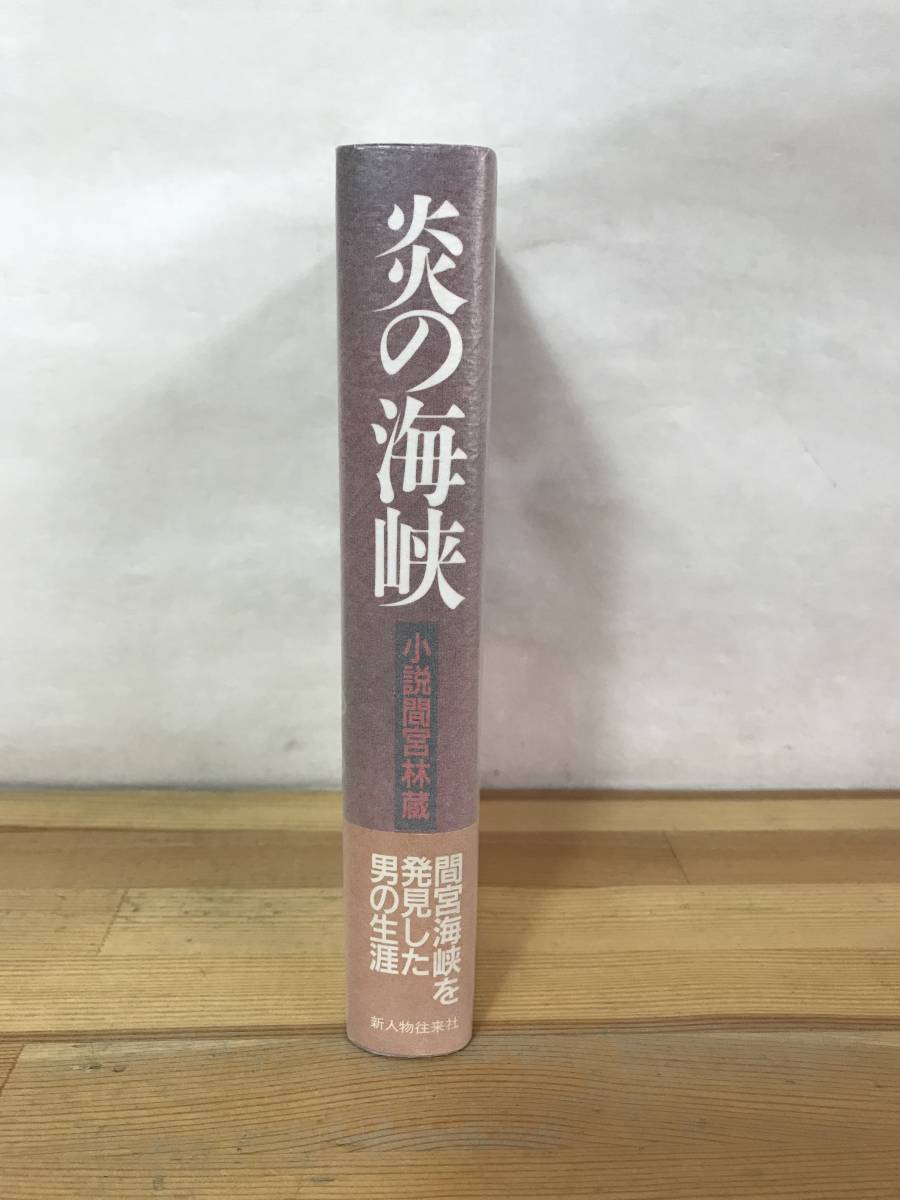 炎の海峡
小説間宮林蔵
間宮海峡を
発見した
男の生涯
新人物往来社